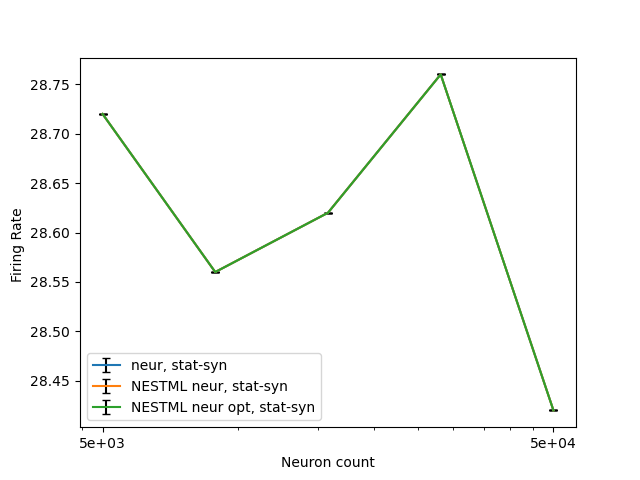 28.75
28.70
28.65
28.60
28.55
28.50
28.45
Firing Rate
neur, stat-syn
NESTML neur, stat-syn
NESTML neur opt, stat-syn
5e+03
5e+04
Neuron count